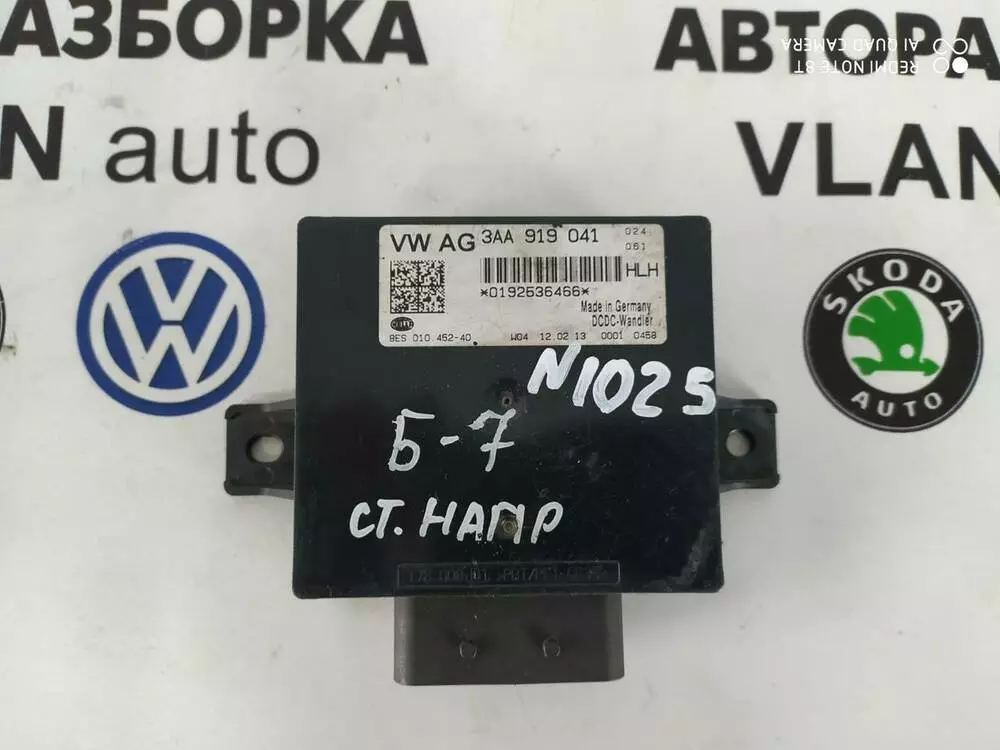 АЗБОРКА
АВТОРА
REDMI NOTE 8T
AI QUAD CAMERA
N auto
VLAN
VW AG 3AA 919 041 024
061
HLH
*0192536466*
Made in Germany
DCDC-Wandler
HELLA
8ES 010 452-40 W04 12.02.13 0001 0458
N1025
Б-7
СТ. НАПР
SKODA
AUTO